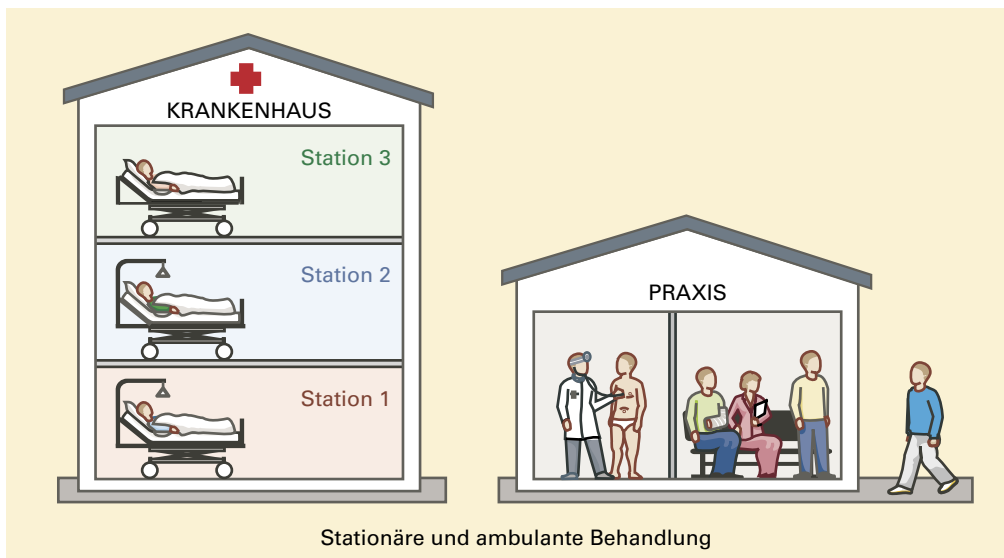 KRANKENHAUS
Station 3
Station 2
Station 1
PRAXIS
Stationäre und ambulante Behandlung